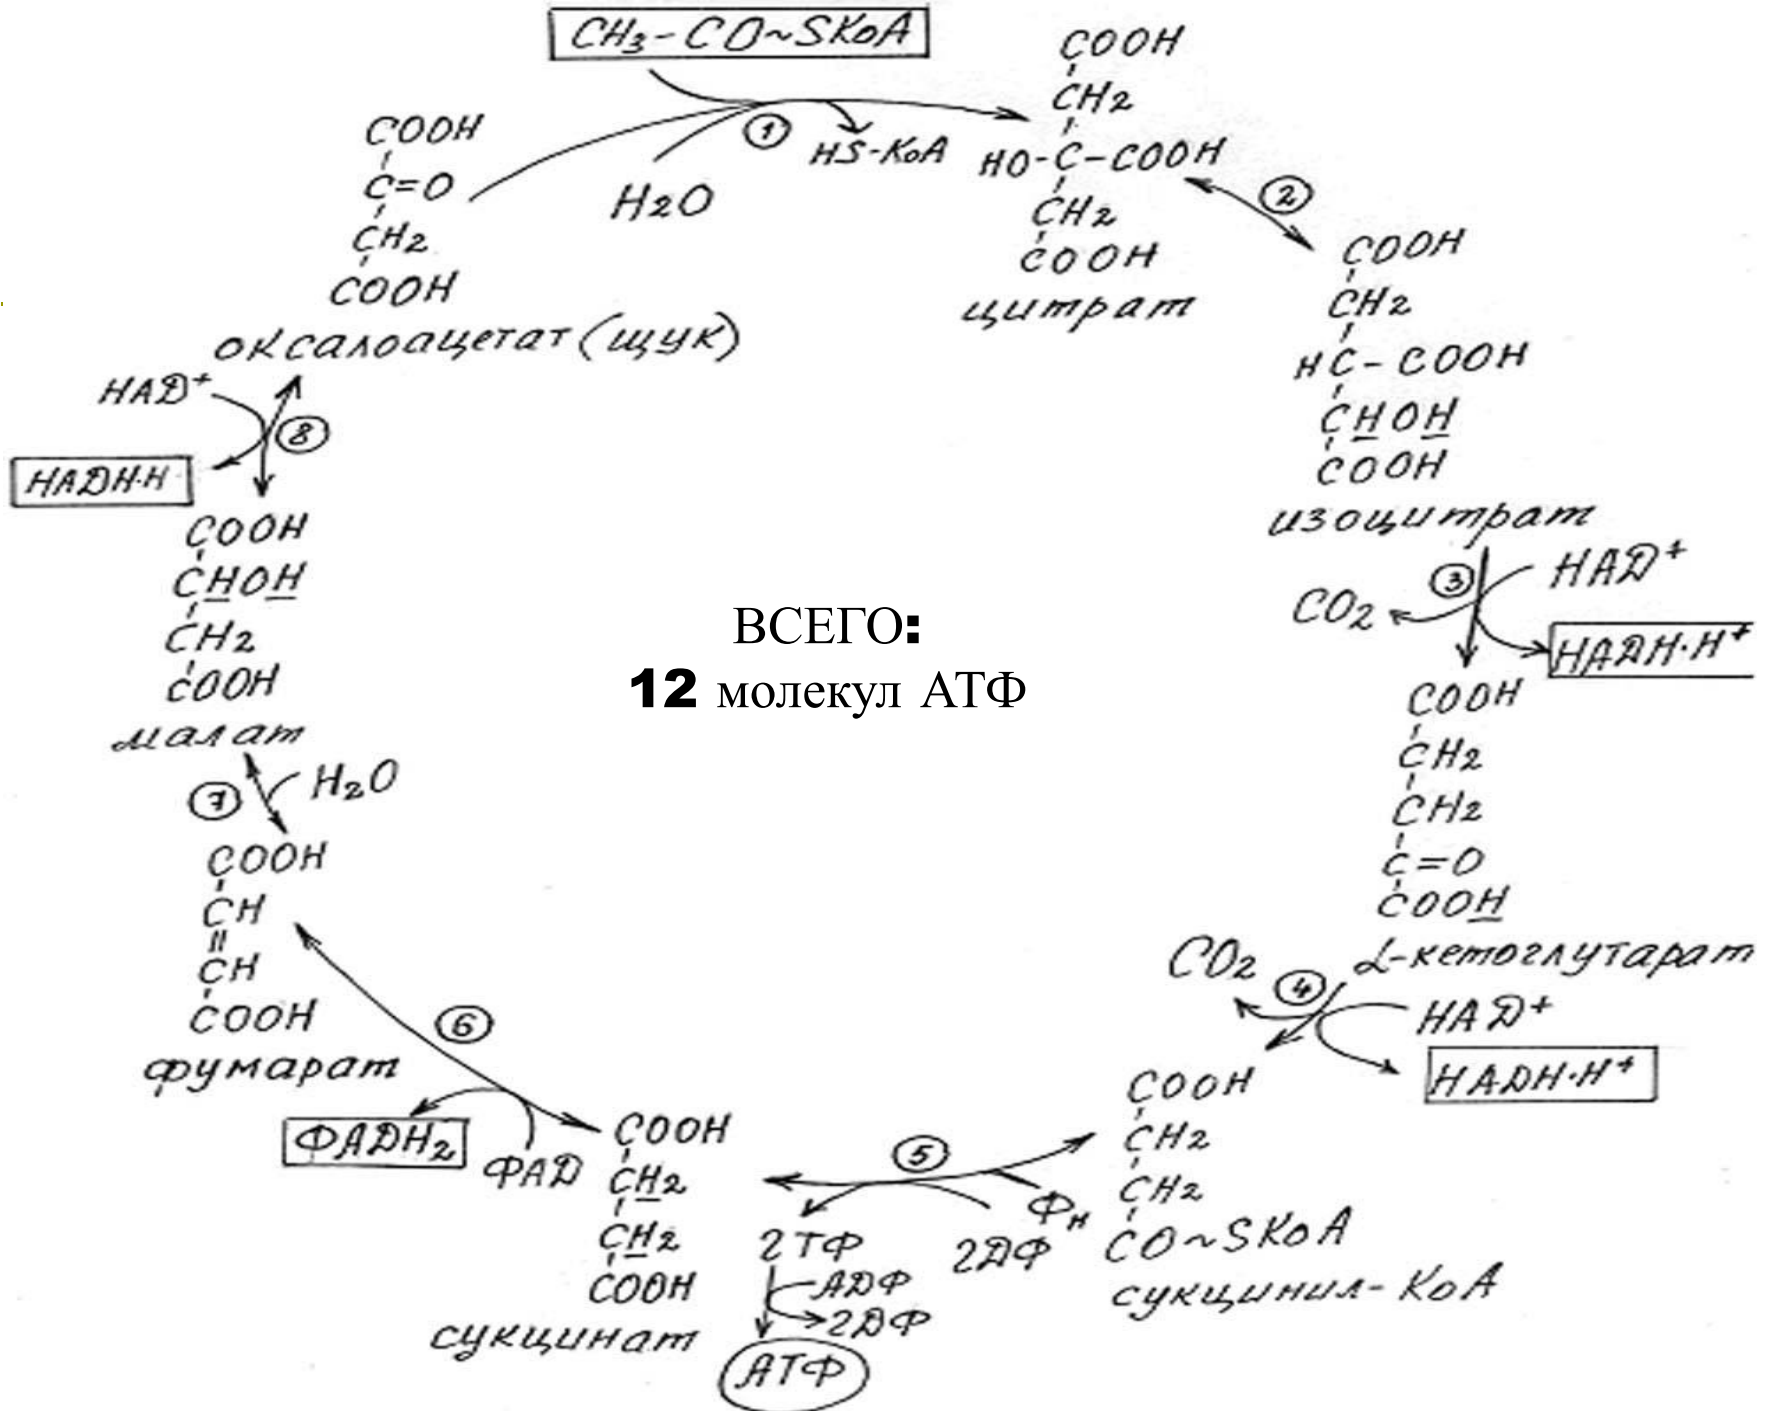 CH₃-CO~SKoA
COOH
C=O
CH₂
COOH
оксалоацетат (щук)
H₂O
1
HS-KoA
COOH
CH₂
HO-C-COOH
CH₂
COOH
цитрат
2
COOH
CH₂
HC-COOH
CHOH
COOH
изоцитрат
3
НАД⁺
CO₂
НАДН·Н⁺
COOH
CH₂
CH₂
C=O
COOH
α-кетоглутарат
CO₂
4
НАД⁺
НАДН·Н⁺
COOH
CH₂
CH₂
CO~SKoA
сукцинил-КоА
5
Фн
ГДФ
ГТФ
АДФ
ГДФ
АТФ
COOH
CH₂
CH₂
COOH
сукцинат
6
ФАД
ФАДН₂
COOH
CH
CH
COOH
фумарат
7
H₂O
COOH
CHOH
CH₂
COOH
малат
8
НАД⁺
НАДН·Н
ВСЕГО:
12 молекул АТФ